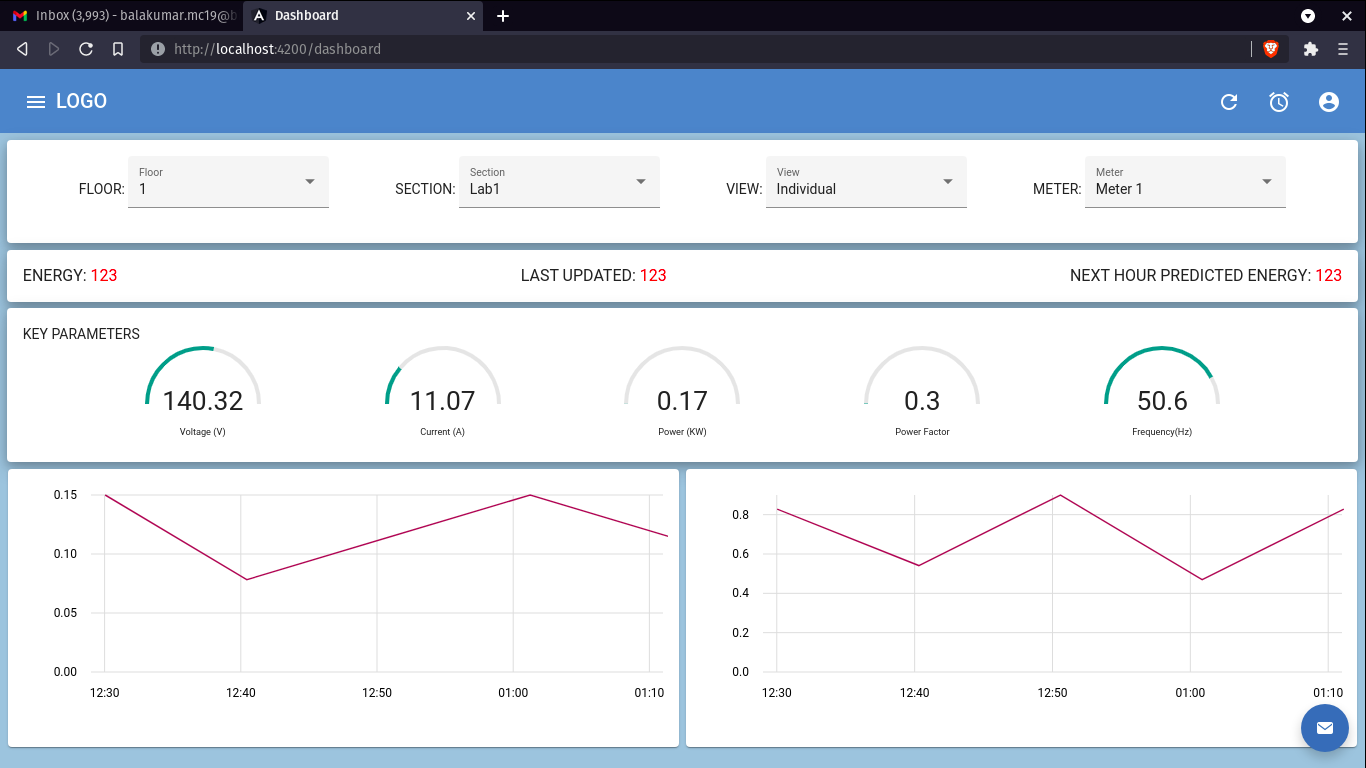 Inbox (3,993) - balakumar.mc19@b
Dashboard
http://localhost:4200/dashboard
LOGO
FLOOR: Floor 1
SECTION: Section Lab1
VIEW: View Individual
METER: Meter Meter 1
ENERGY: 123
LAST UPDATED: 123
NEXT HOUR PREDICTED ENERGY: 123
KEY PARAMETERS
140.32
Voltage (V)
11.07
Current (A)
0.17
Power (KW)
0.3
Power Factor
50.6
Frequency(Hz)
0.15
0.10
0.05
0.00
12:30 12:40 12:50 01:00 01:10
0.8
0.6
0.4
0.2
0.0
12:30 12:40 12:50 01:00 01:10